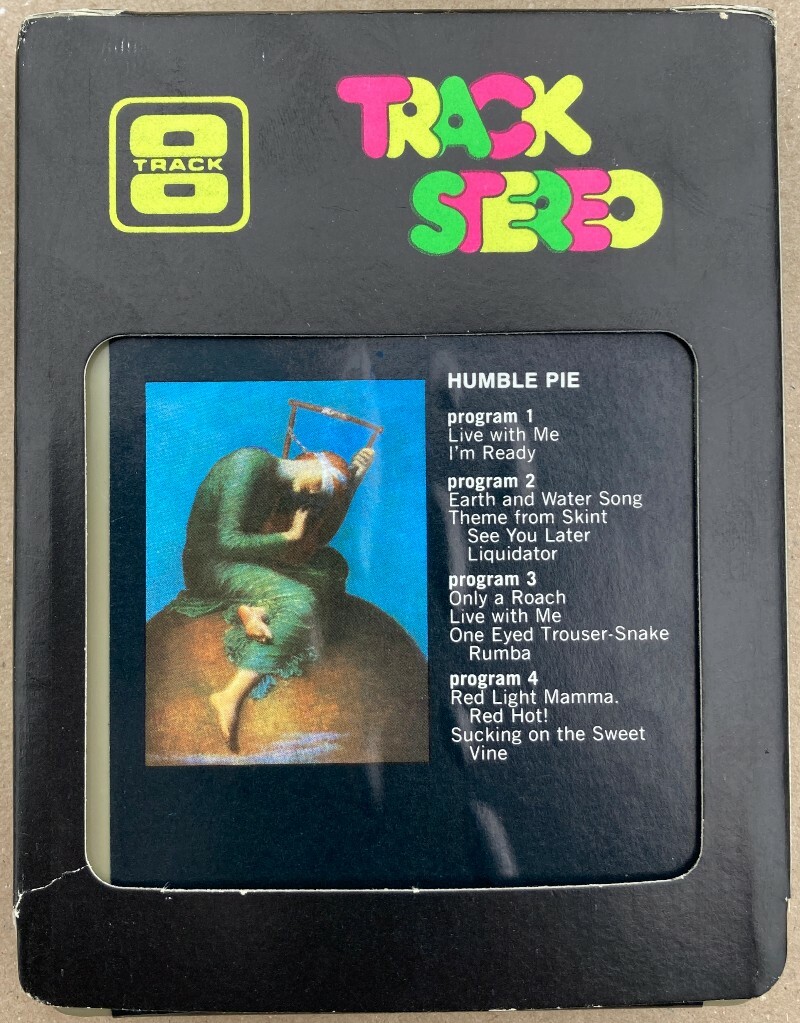 8
TRACK
TRACK
STEREO
HUMBLE PIE
program 1
Live with Me
I'm Ready
program 2
Earth and Water Song
Theme from Skint
See You Later
Liquidator
program 3
Only a Roach
Live with Me
One Eyed Trouser-Snake
Rumba
program 4
Red Light Mamma.
Red Hot!
Sucking on the Sweet
Vine